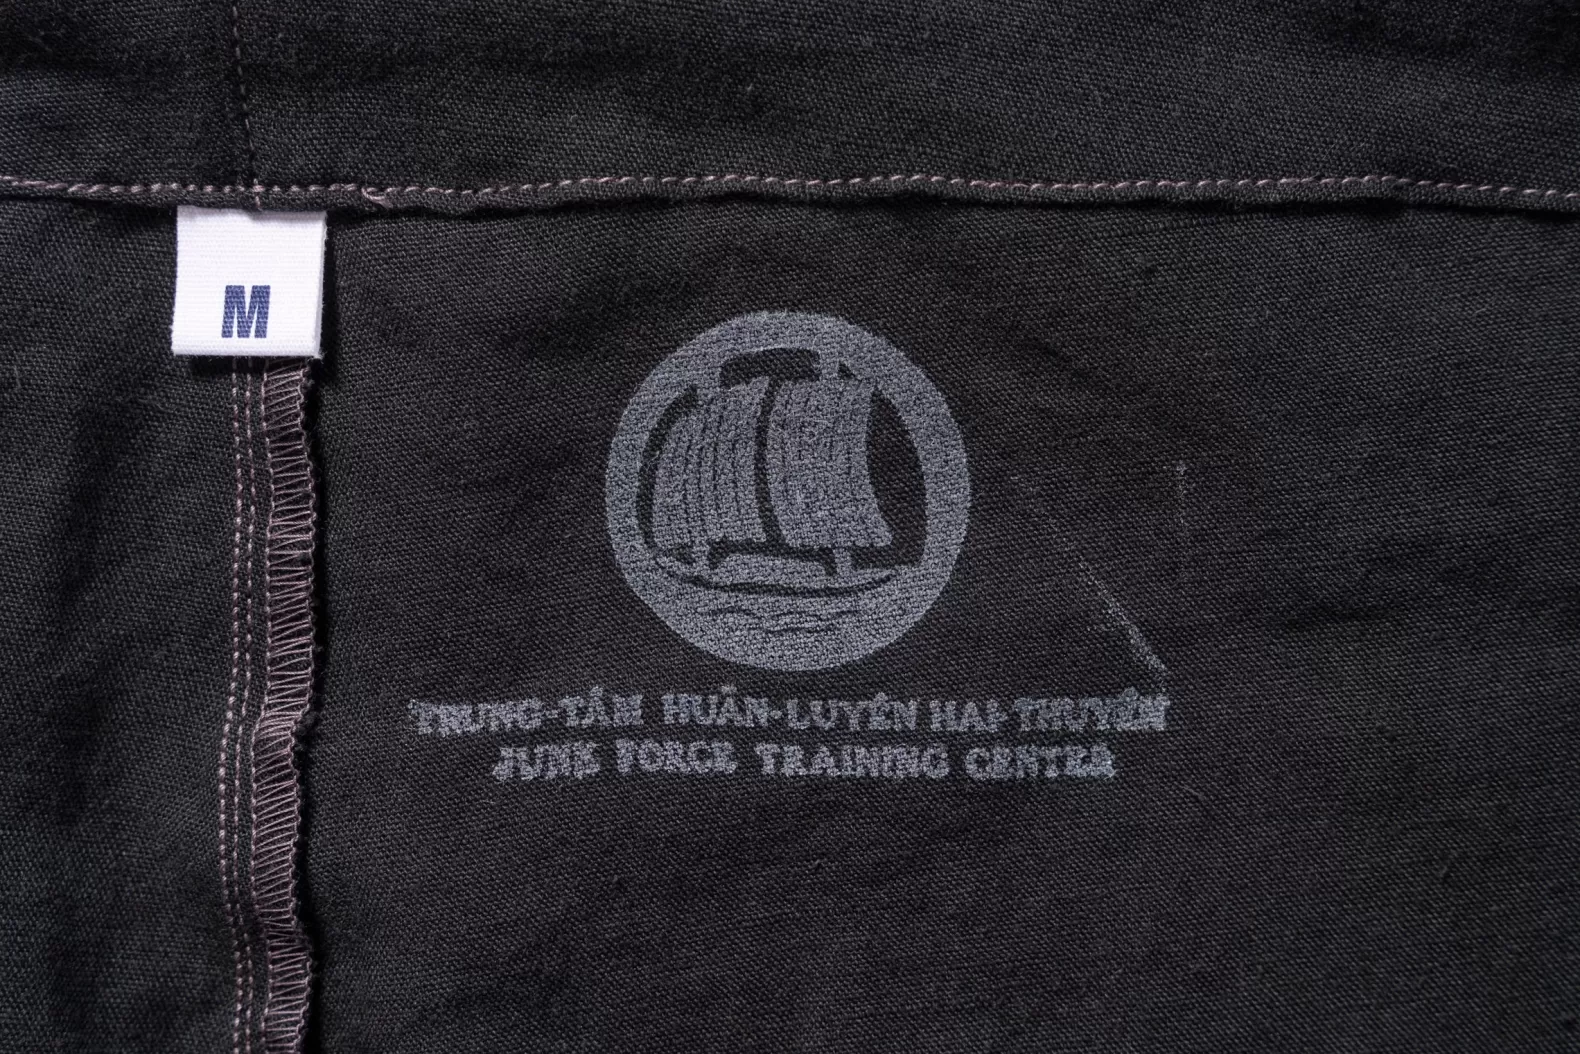 M
TRUNG-TÂM HUẤN-LUYỆN HẢI-THUYỀN
JUNK FORCE TRAINING CENTER